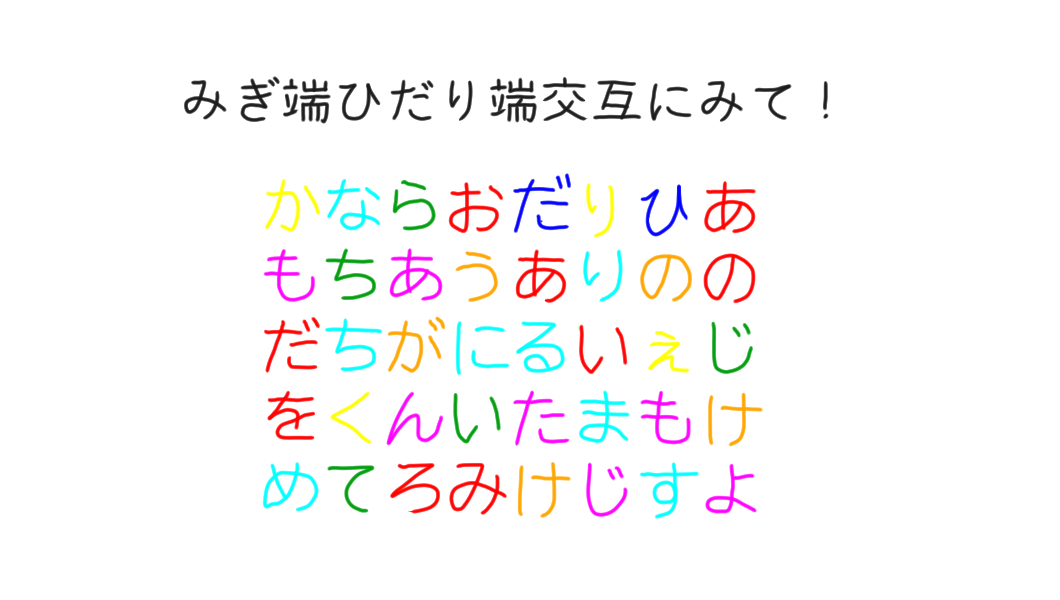 みぎ端ひだり端交互にみて！
かならおだりひあ
もちあうありのの
だちがにるいぇじ
をくんいたまもけ
めてろみけじすよ